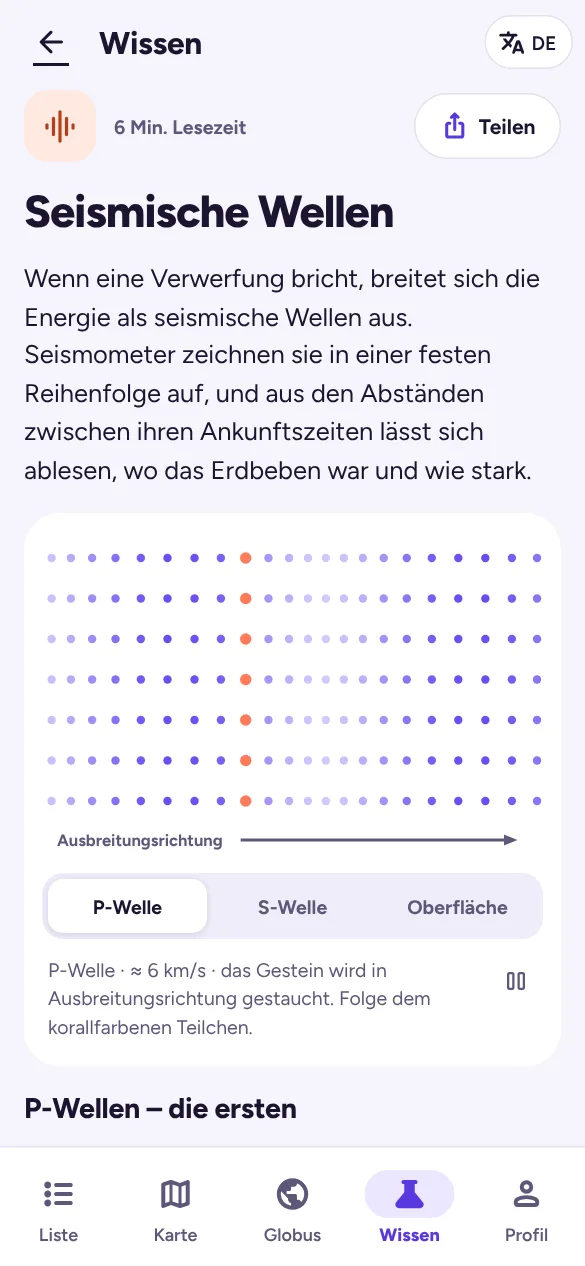 Wissen
DE
6 Min. Lesezeit
Teilen
Seismische Wellen
Wenn eine Verwerfung bricht, breitet sich die
Energie als seismische Wellen aus.
Seismometer zeichnen sie in einer festen
Reihenfolge auf, und aus den Abständen
zwischen ihren Ankunftszeiten lässt sich
ablesen, wo das Erdbeben war und wie stark.
Ausbreitungsrichtung
P-Welle
S-Welle
Oberfläche
P-Welle · ≈ 6 km/s · das Gestein wird in
Ausbreitungsrichtung gestaucht. Folge dem
korallfarbenen Teilchen.
P-Wellen – die ersten
Liste
Karte
Globus
Wissen
Profil